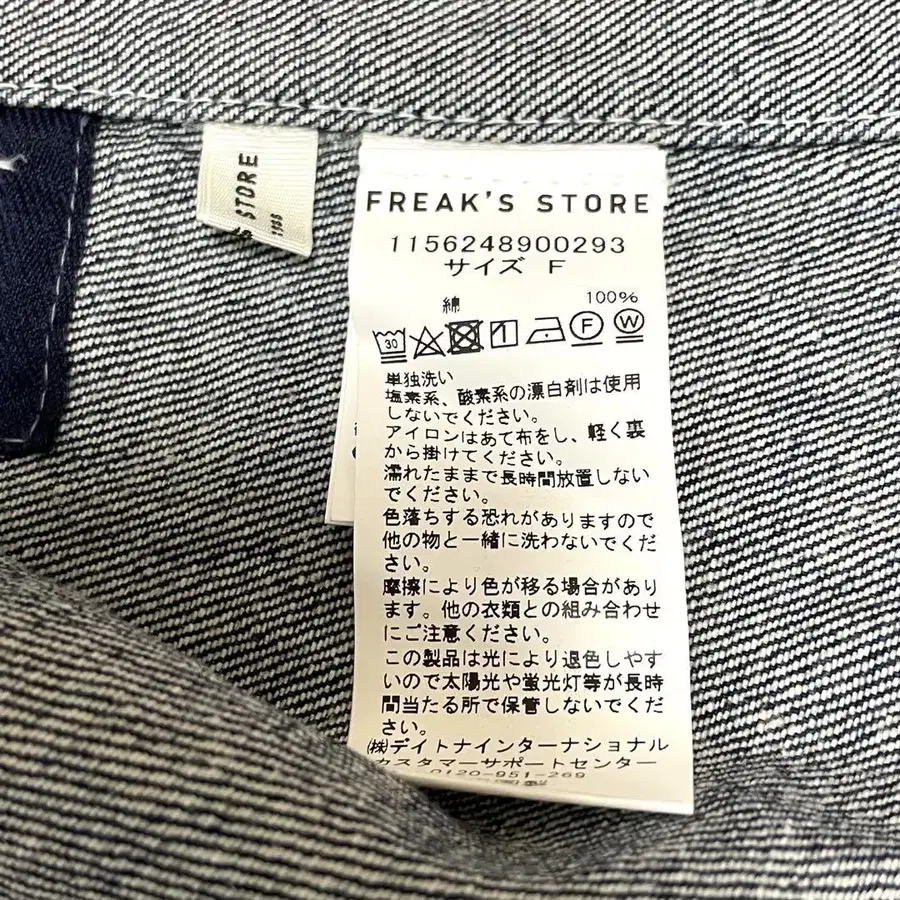 STORE
1986
FREAK'S STORE
1156248900293
サイズ F
綿 100%
30 1 F W
単独洗い
塩素系、酸素系の漂白剤は使用
しないでください。
アイロンはあて布をし、軽く裏
から掛けてください。
濡れたままで長時間放置しない
でください。
色落ちする恐れがありますので
他の物と一緒に洗わないでくだ
さい。
摩擦により色が移る場合があり
ます。他の衣類との組み合わせ
にご注意ください。
この製品は光により退色しやす
いので太陽光や蛍光灯等が長時
間当たる所で保管しないでくだ
さい。
㈱デイトナインターナショナル
カスタマーサポートセンター
0120-951-269